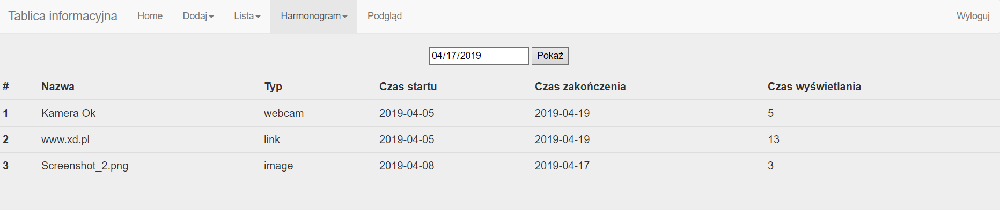 Tablica informacyjna Home Dodaj Lista Harmonogram Podgląd Wyloguj
04/17/2019 Pokaż
# Nazwa Typ Czas startu Czas zakończenia Czas wyświetlania
1 Kamera Ok webcam 2019-04-05 2019-04-19 5
2 www.xd.pl link 2019-04-05 2019-04-19 13
3 Screenshot_2.png image 2019-04-08 2019-04-17 3